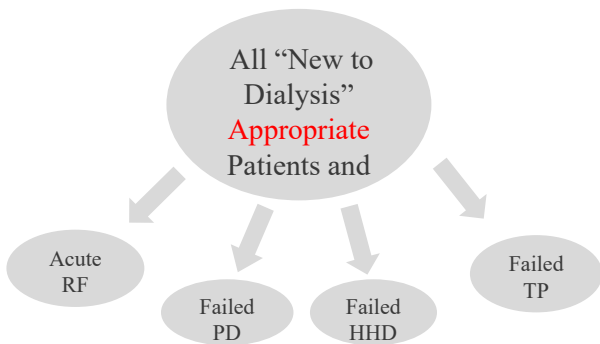 All “New to
Dialysis”
Appropriate
Patients and
Acute
RF
Failed
PD
Failed
HHD
Failed
TP